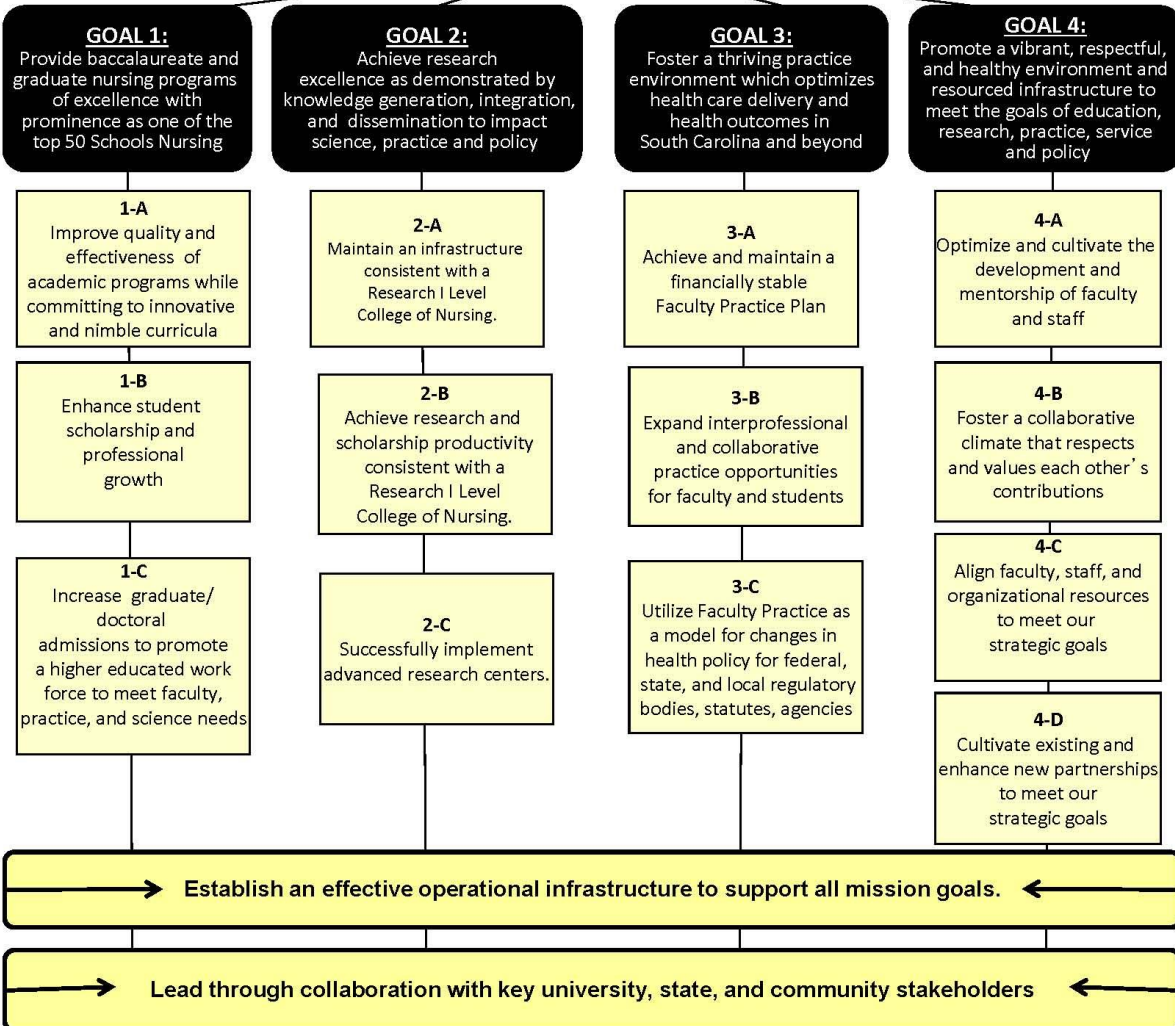 GOAL 1:
Provide baccalaureate and
graduate nursing programs
of excellence with
prominence as one of the
top 50 Schools Nursing
1-A
Improve quality and
effectiveness of
academic programs while
committing to innovative
and nimble curricula
1-B
Enhance student
scholarship and
professional
growth
1-C
Increase graduate/
doctoral
admissions to promote
a higher educated work
force to meet faculty,
practice, and science needs
GOAL 2:
Achieve research
excellence as demonstrated by
knowledge generation, integration,
and dissemination to impact
science, practice and policy
2-A
Maintain an infrastructure
consistent with a
Research I Level
College of Nursing.
2-B
Achieve research and
scholarship productivity
consistent with a
Research I Level
College of Nursing.
2-C
Successfully implement
advanced research centers.
GOAL 3:
Foster a thriving practice
environment which optimizes
health care delivery and
health outcomes in
South Carolina and beyond
3-A
Achieve and maintain a
financially stable
Faculty Practice Plan
3-B
Expand interprofessional
and collaborative
practice opportunities
for faculty and students
3-C
Utilize Faculty Practice as
a model for changes in
health policy for federal,
state, and local regulatory
bodies, statutes, agencies
GOAL 4:
Promote a vibrant, respectful,
and healthy environment and
resourced infrastructure to
meet the goals of education,
research, practice, service
and policy
4-A
Optimize and cultivate the
development and
mentorship of faculty
and staff
4-B
Foster a collaborative
climate that respects
and values each other’s
contributions
4-C
Align faculty, staff, and
organizational resources
to meet our
strategic goals
4-D
Cultivate existing and
enhance new partnerships
to meet our
strategic goals
Establish an effective operational infrastructure to support all mission goals.
Lead through collaboration with key university, state, and community stakeholders